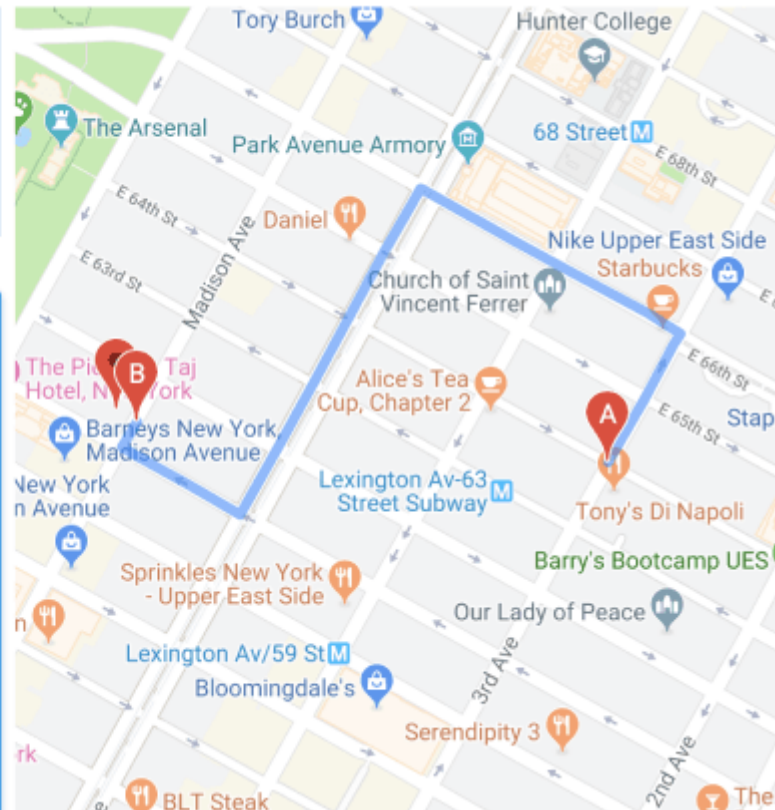 Tory Burch
Hunter College
The Arsenal
Park Avenue Armory
68 Street M
E 68th St
E 64th St
Daniel
Madison Ave
Nike Upper East Side
Starbucks
E 63rd St
Church of Saint
Vincent Ferrer
E 66th St
The Taj
Hotel,
B
Alice's Tea
Cup, Chapter 2
A
E 65th St
Barneys New York,
Madison Avenue
New York
n Avenue
Lexington Av-63
Street Subway M
Tony's Di Napoli
Barry's Bootcamp UES
Sprinkles New York
- Upper East Side
Our Lady of Peace
Lexington Av/59 St M
Bloomingdale's
3rd Ave
Serendipity 3
2nd Ave
BLT Steak
The